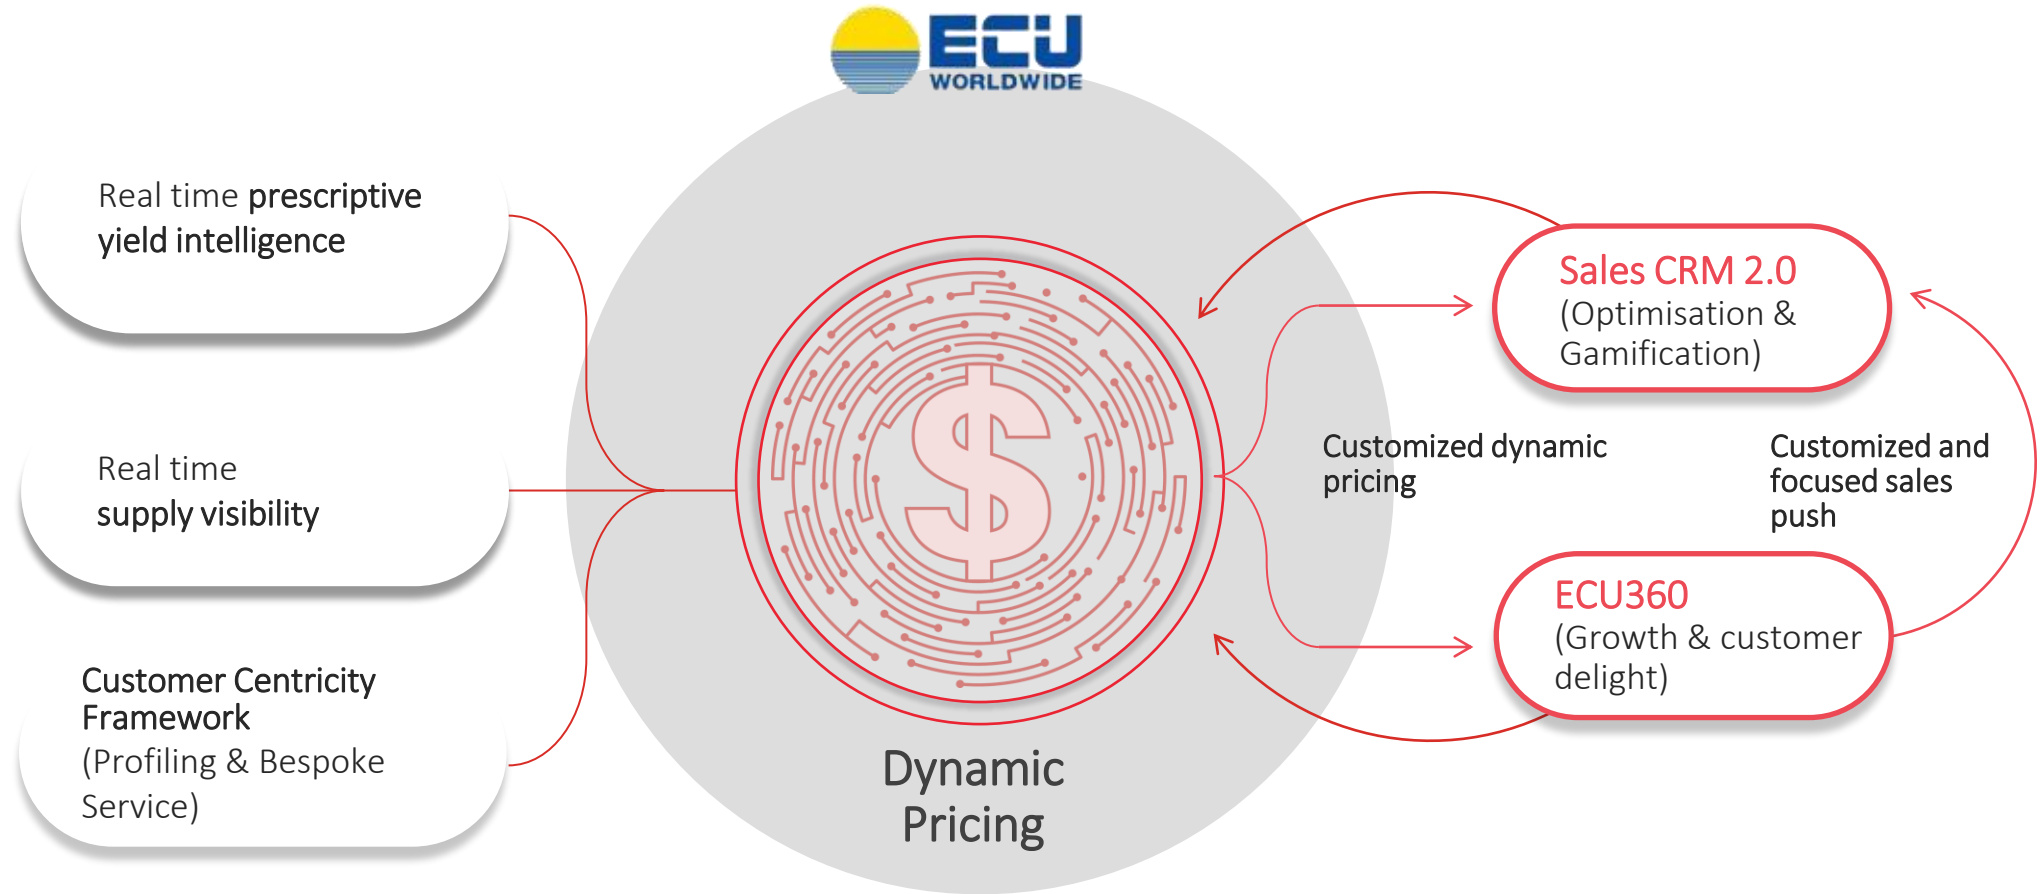 ECU
WORLDWIDE
Real time prescriptive
yield intelligence
Real time
supply visibility
Customer Centricity
Framework
(Profiling & Bespoke
Service)
$
Dynamic
Pricing
Sales CRM 2.0
(Optimisation &
Gamification)
Customized dynamic
pricing
Customized and
focused sales
push
ECU360
(Growth & customer
delight)